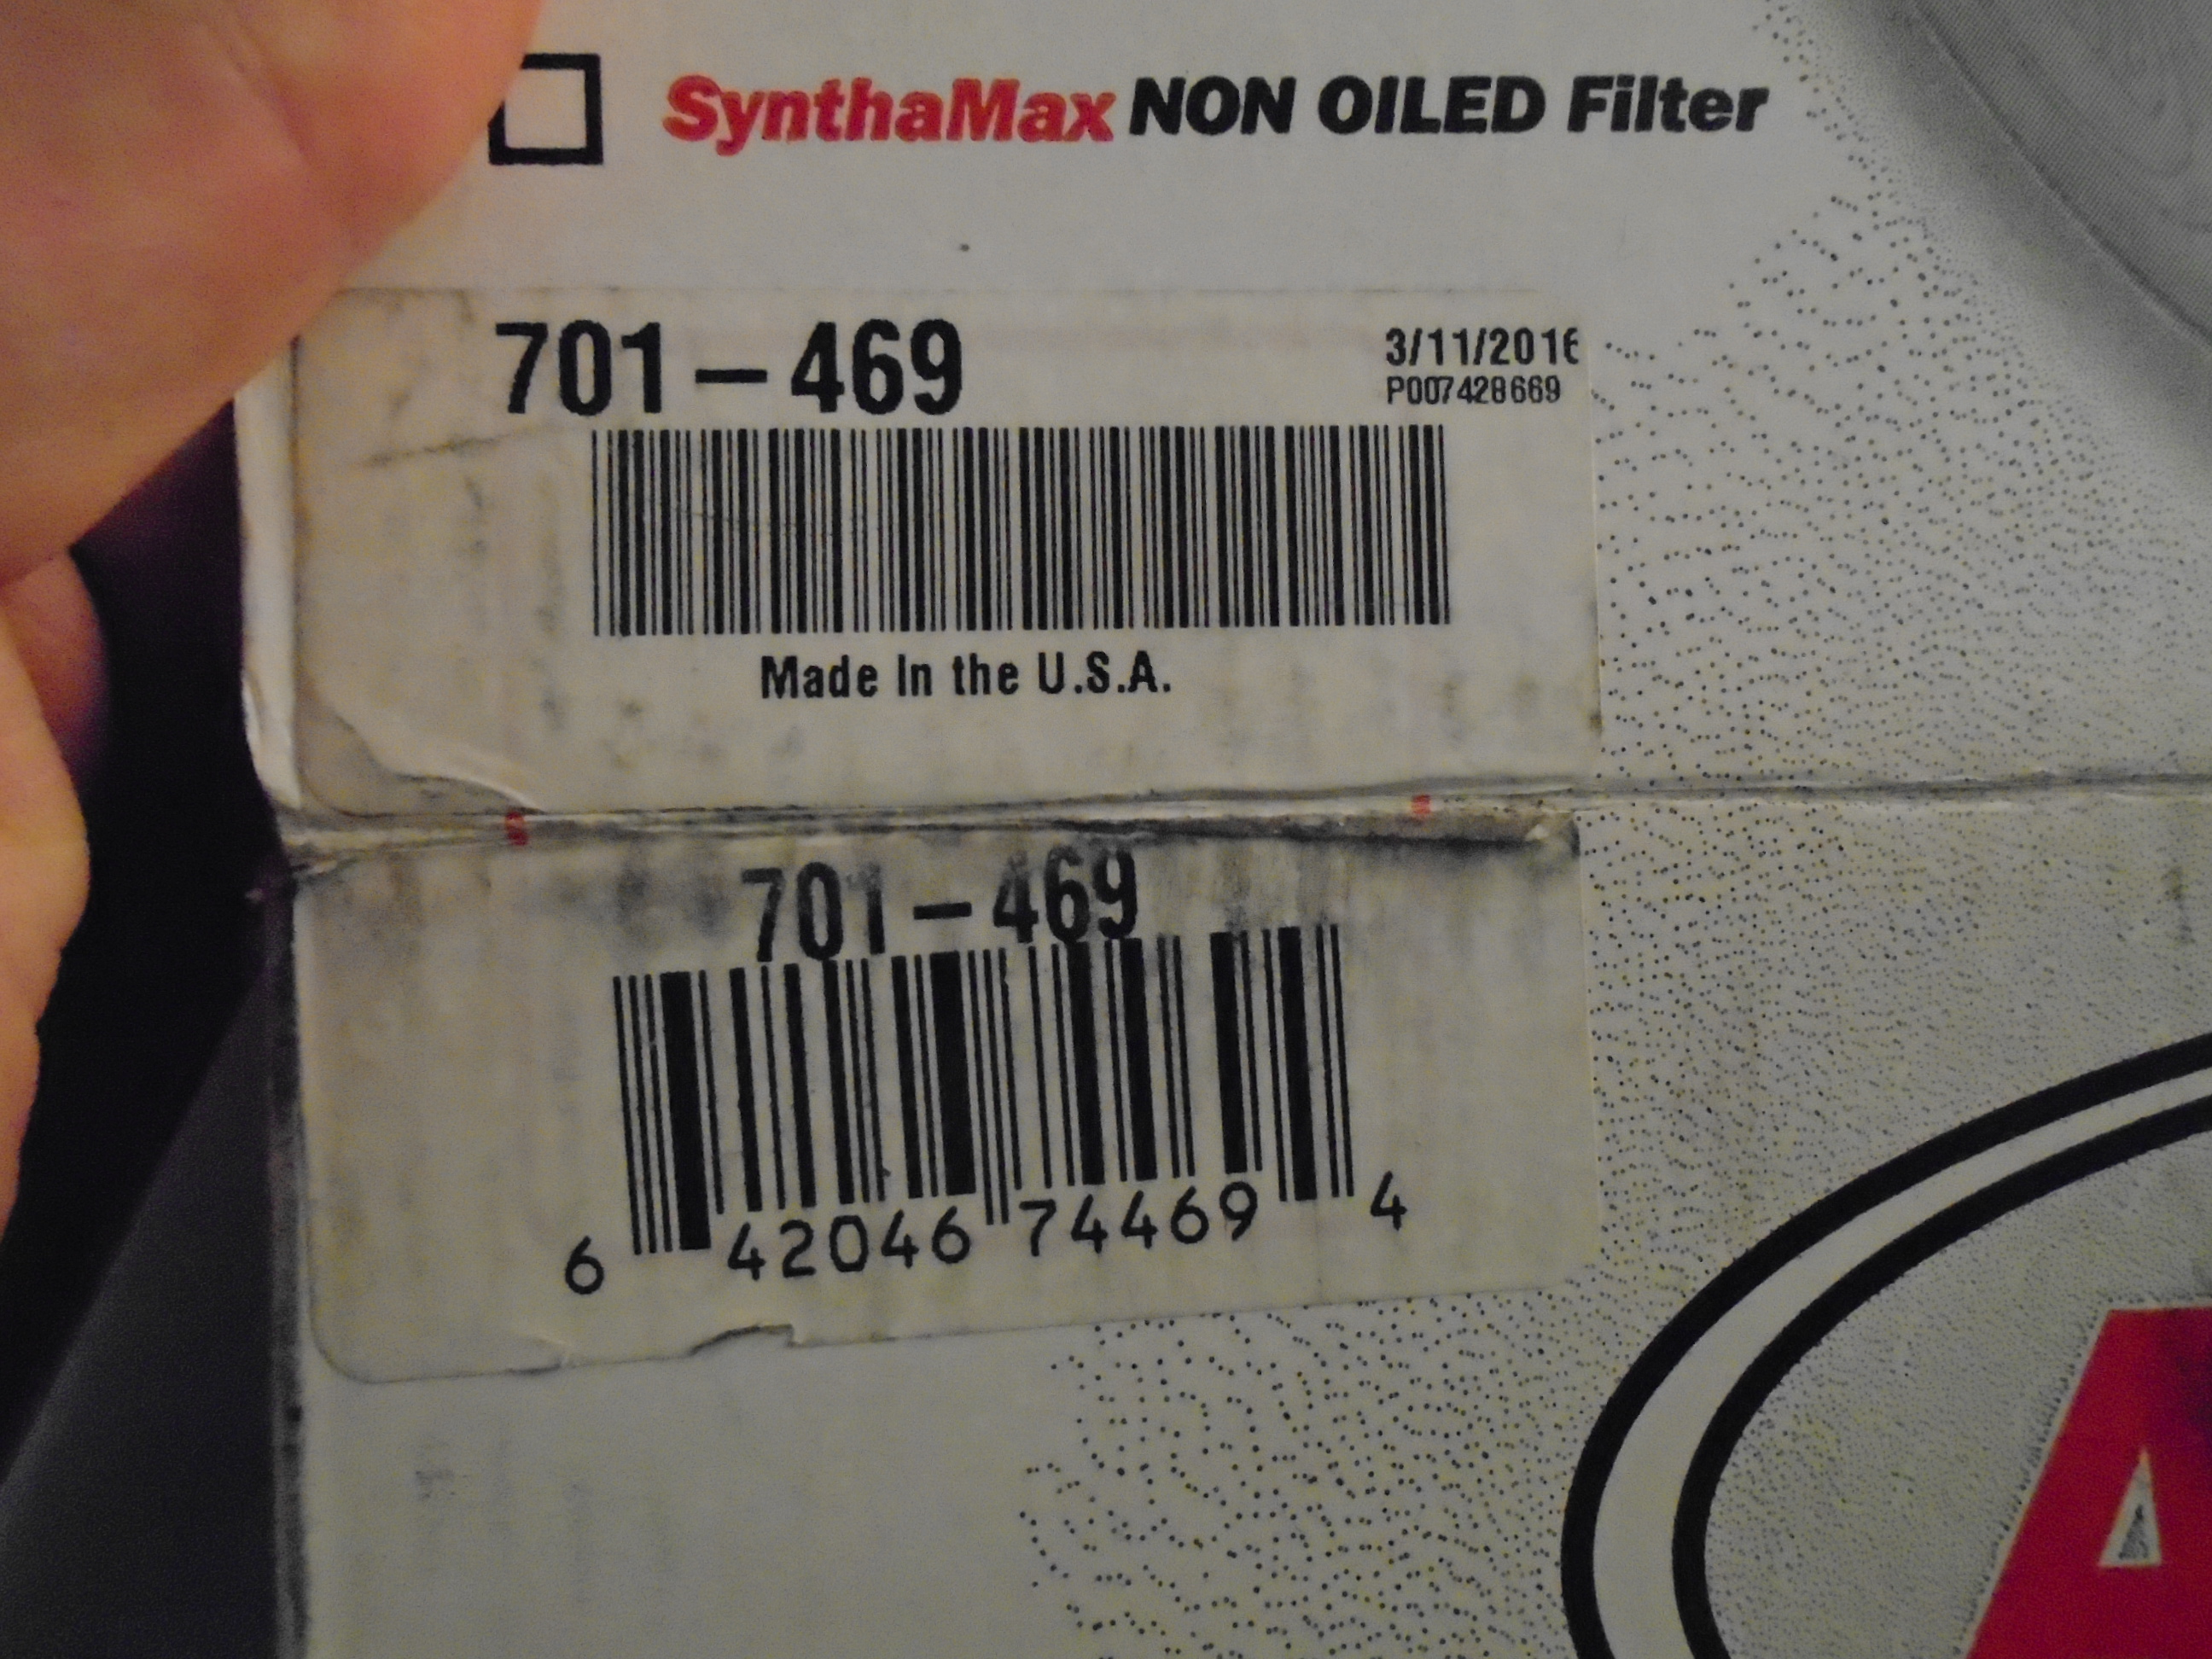 SynthaMax NON OILED Filter
701-469
3/11/2016
P007428669
Made In the U.S.A.
701-469
6 42046 74469 4
A